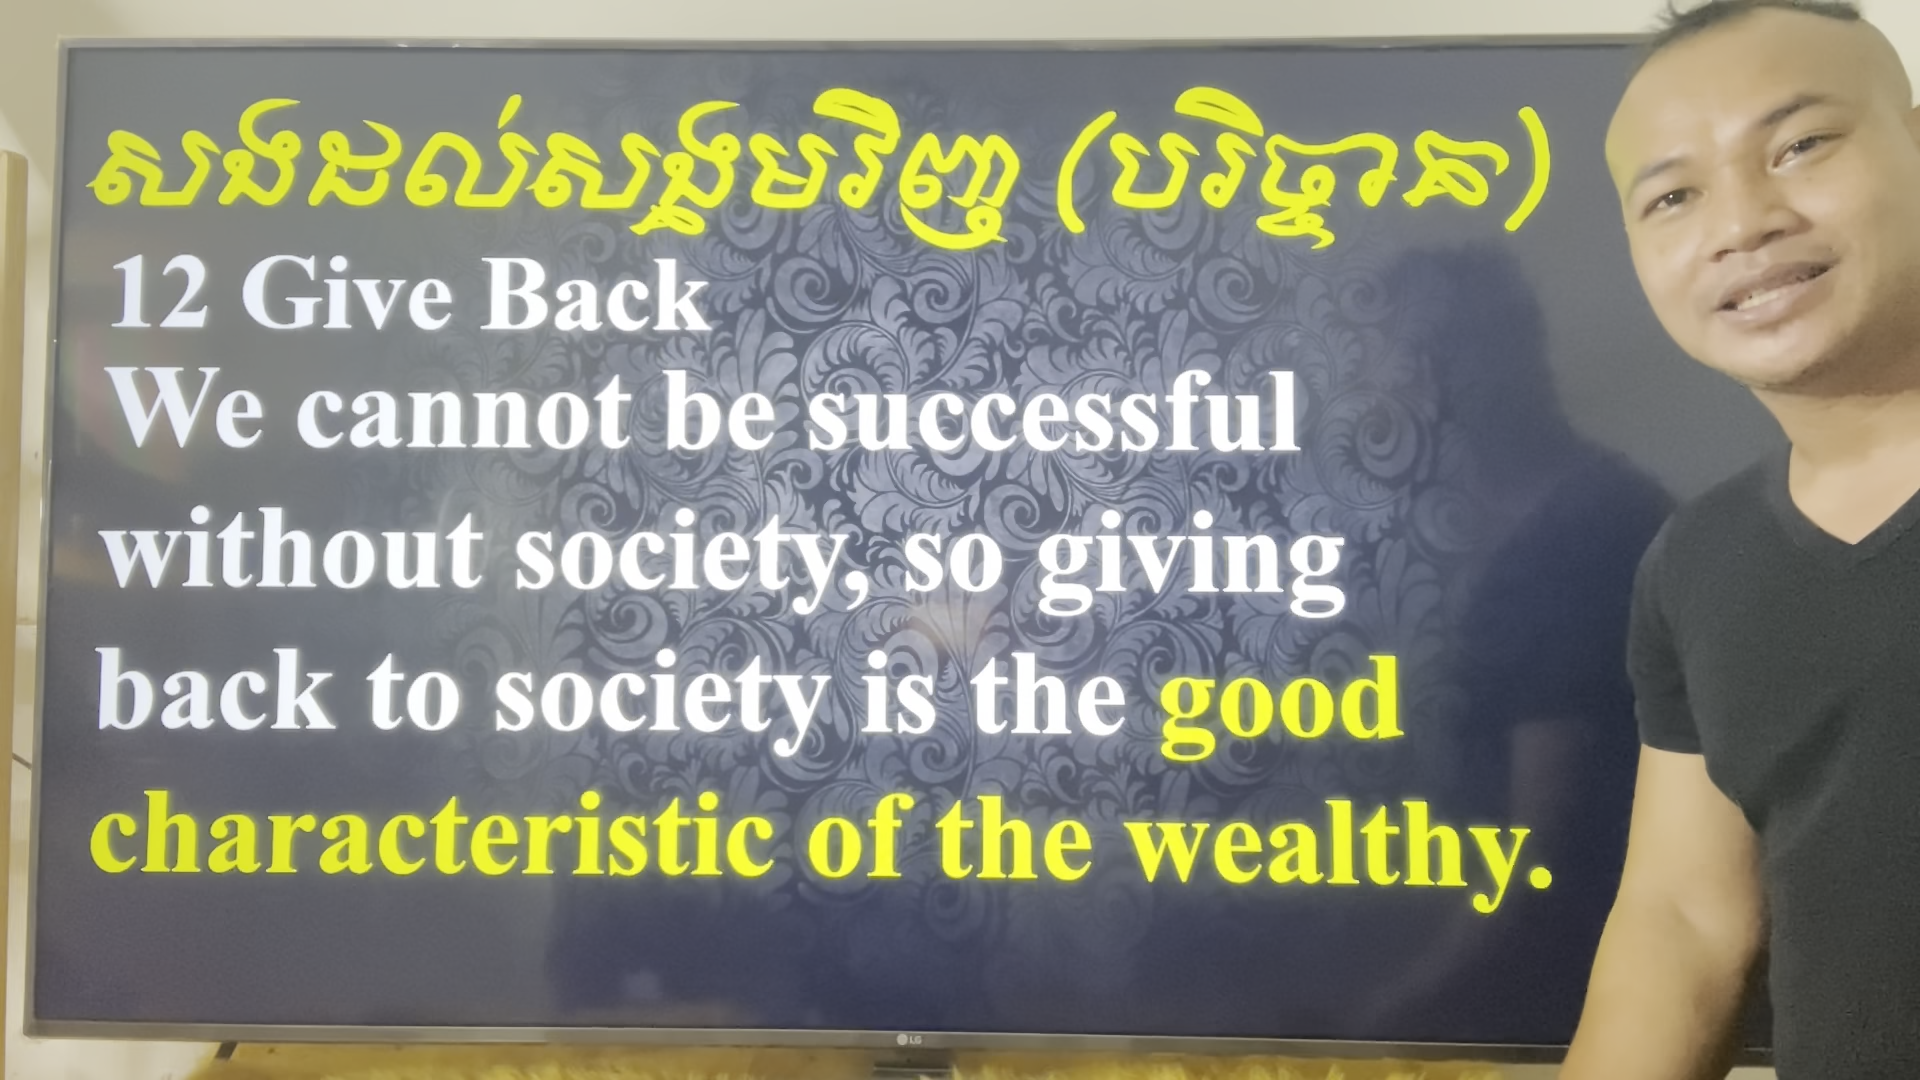 សងដល់សង្គមវិញ (បរិច្ចាគ)
12 Give Back
We cannot be successful
without society, so giving
back to society is the good
characteristic of the wealthy.
LG